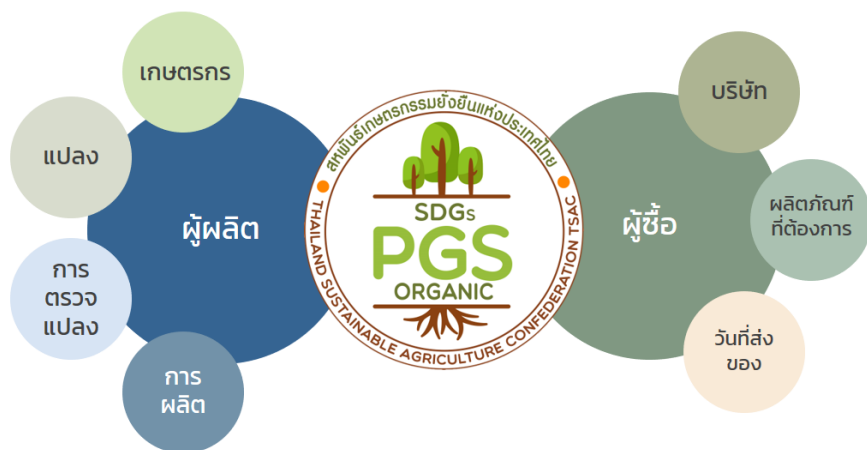 เกษตรกร
แปลง
การ
ตรวจ
แปลง
การ
ผลิต
ผู้ผลิต
สหพันธ์เกษตรกรรมยั่งยืนแห่งประเทศไทย
SDGs
PGS
ORGANIC
THAILAND SUSTAINABLE AGRICULTURE CONFEDERATION TSAC
ผู้ซื้อ
บริษัท
ผลิตภัณฑ์
ที่ต้องการ
วันที่ส่ง
ของ